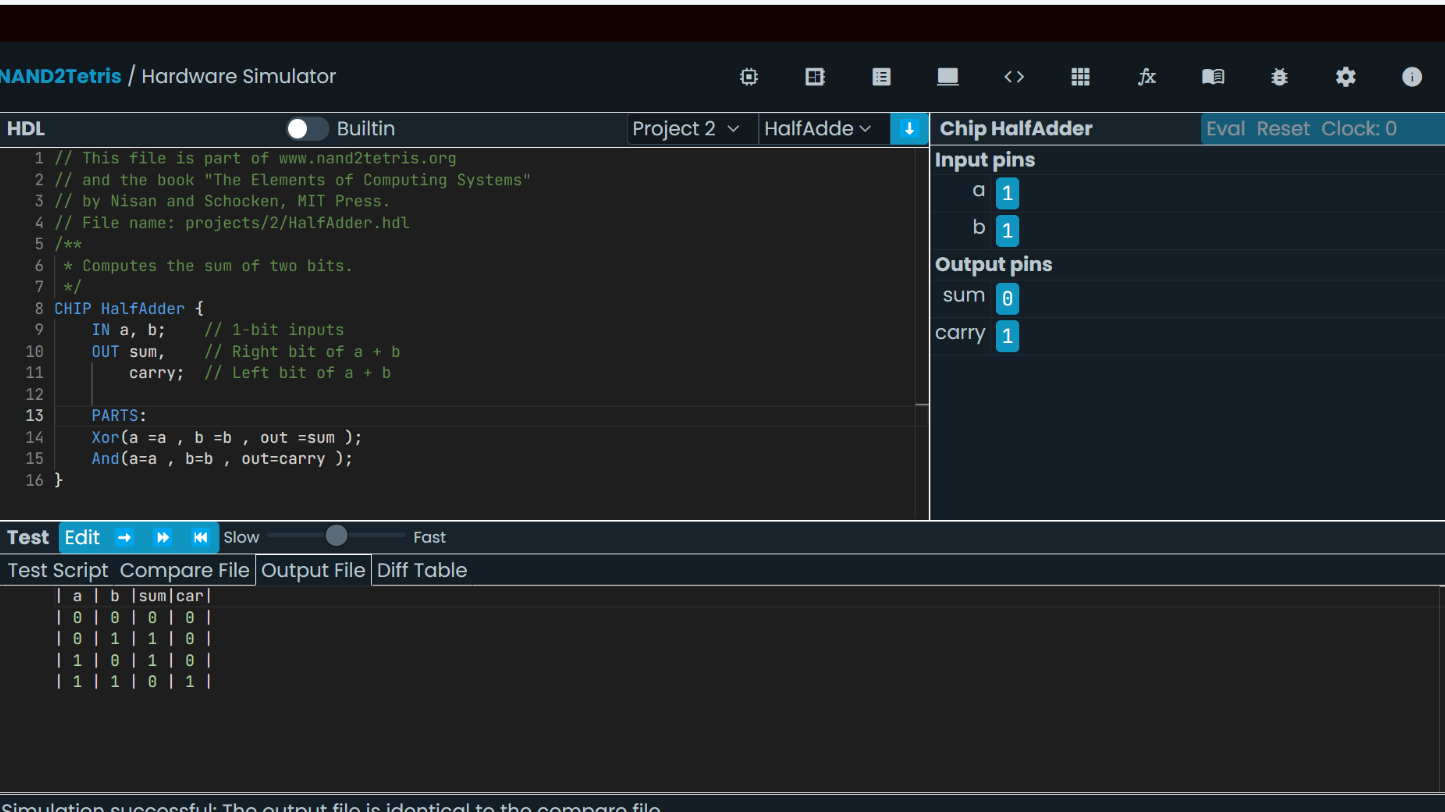 NAND2Tetris / Hardware Simulator
HDL Builtin Project 2 HalfAdde
1 // This file is part of www.nand2tetris.org
2 // and the book "The Elements of Computing Systems"
3 // by Nisan and Schocken, MIT Press.
4 // File name: projects/2/HalfAdder.hdl
5 /**
6  * Computes the sum of two bits.
7  */
8 CHIP HalfAdder {
9     IN a, b;    // 1-bit inputs
10     OUT sum,    // Right bit of a + b
11         carry;  // Left bit of a + b
12
13     PARTS:
14     Xor(a =a , b =b , out =sum );
15     And(a=a , b=b , out=carry );
16 }
Chip HalfAdder Eval Reset Clock: 0
Input pins
a 1
b 1
Output pins
sum 0
carry 1
Test Edit Slow Fast
Test Script Compare File Output File Diff Table
| a | b |sum|car|
| 0 | 0 | 0 | 0 |
| 0 | 1 | 1 | 0 |
| 1 | 0 | 1 | 0 |
| 1 | 1 | 0 | 1 |
Simulation successful: The output file is identical to the compare file